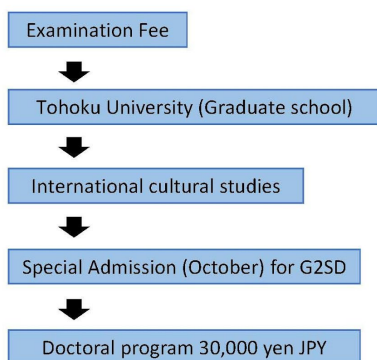 Examination Fee
Tohoku University (Graduate school)
International cultural studies
Special Admission (October) for G2SD
Doctoral program 30,000 yen JPY